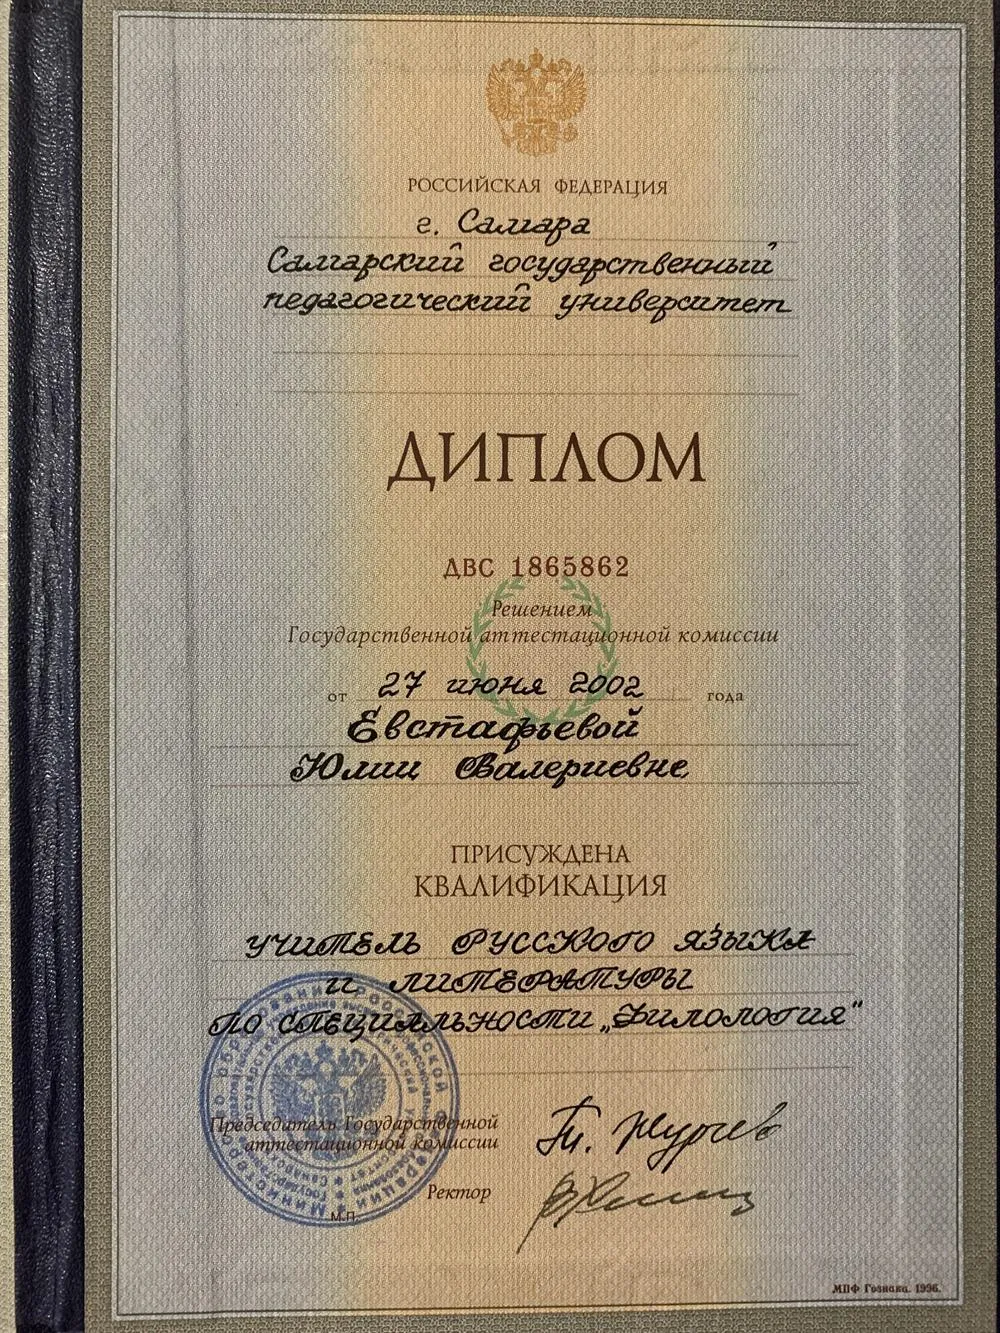 РОССИЙСКАЯ ФЕДЕРАЦИЯ
г. Самара
Самарский государственный
педагогический университет
ДИПЛОМ
ДВС 1865862
Решением
Государственной аттестационной комиссии
от 27 июня 2002 года
Евстафьевой
Юлии Валериевне
ПРИСУЖДЕНА
КВАЛИФИКАЦИЯ
УЧИТЕЛЬ РУССКОГО ЯЗЫКА
И ЛИТЕРАТУРЫ
ПО СПЕЦИАЛЬНОСТИ „ФИЛОЛОГИЯ“
Председатель Государственной
аттестационной комиссии
Ректор
М.П.
МПФ Гознака. 1996.